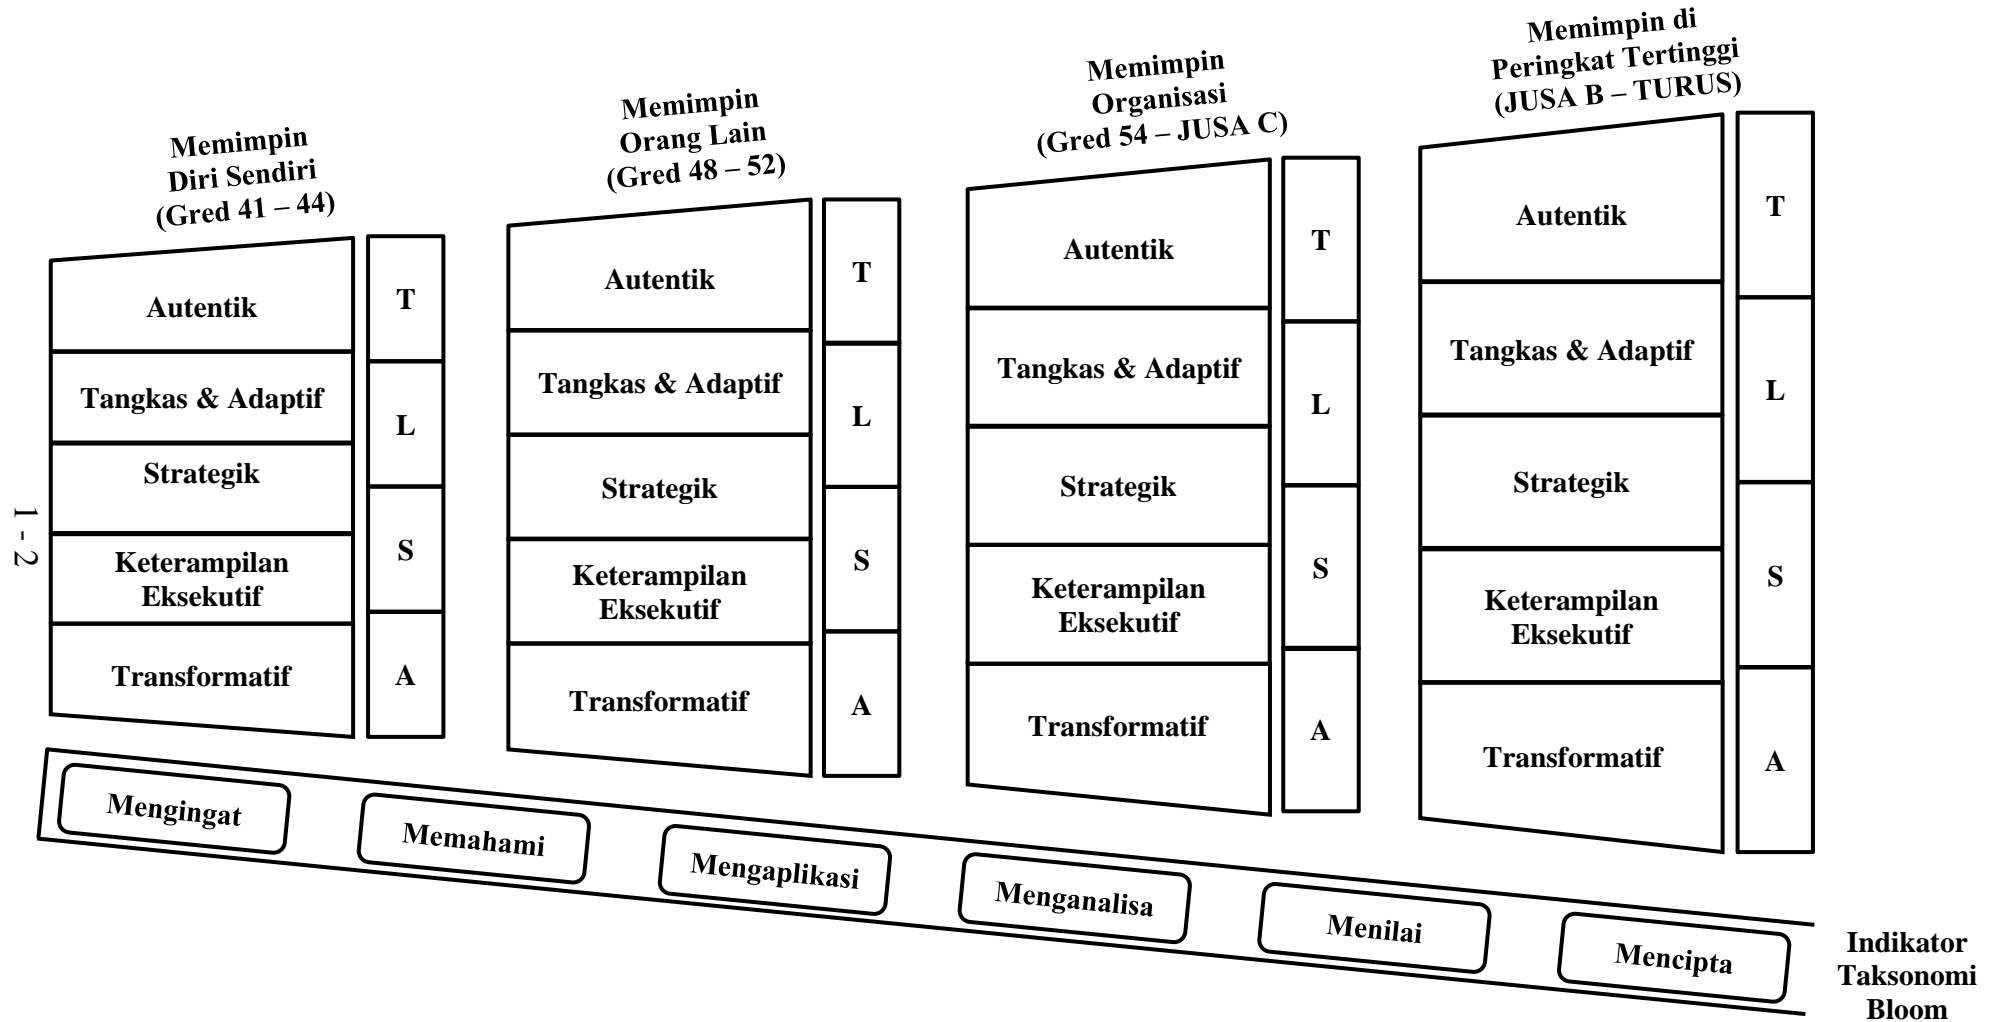 Memimpin
Diri Sendiri
(Gred 41 – 44)
Autentik
Tangkas & Adaptif
Strategik
Keterampilan
Eksekutif
Transformatif
T
L
S
A
Memimpin
Orang Lain
(Gred 48 – 52)
Autentik
Tangkas & Adaptif
Strategik
Keterampilan
Eksekutif
Transformatif
T
L
S
A
Memimpin
Organisasi
(Gred 54 – JUSA C)
Autentik
Tangkas & Adaptif
Strategik
Keterampilan
Eksekutif
Transformatif
T
L
S
A
Memimpin di
Peringkat Tertinggi
(JUSA B – TURUS)
Autentik
Tangkas & Adaptif
Strategik
Keterampilan
Eksekutif
Transformatif
T
L
S
A
1 - 2
Mengingat
Memahami
Mengaplikasi
Menganalisa
Menilai
Mencipta
Indikator
Taksonomi
Bloom